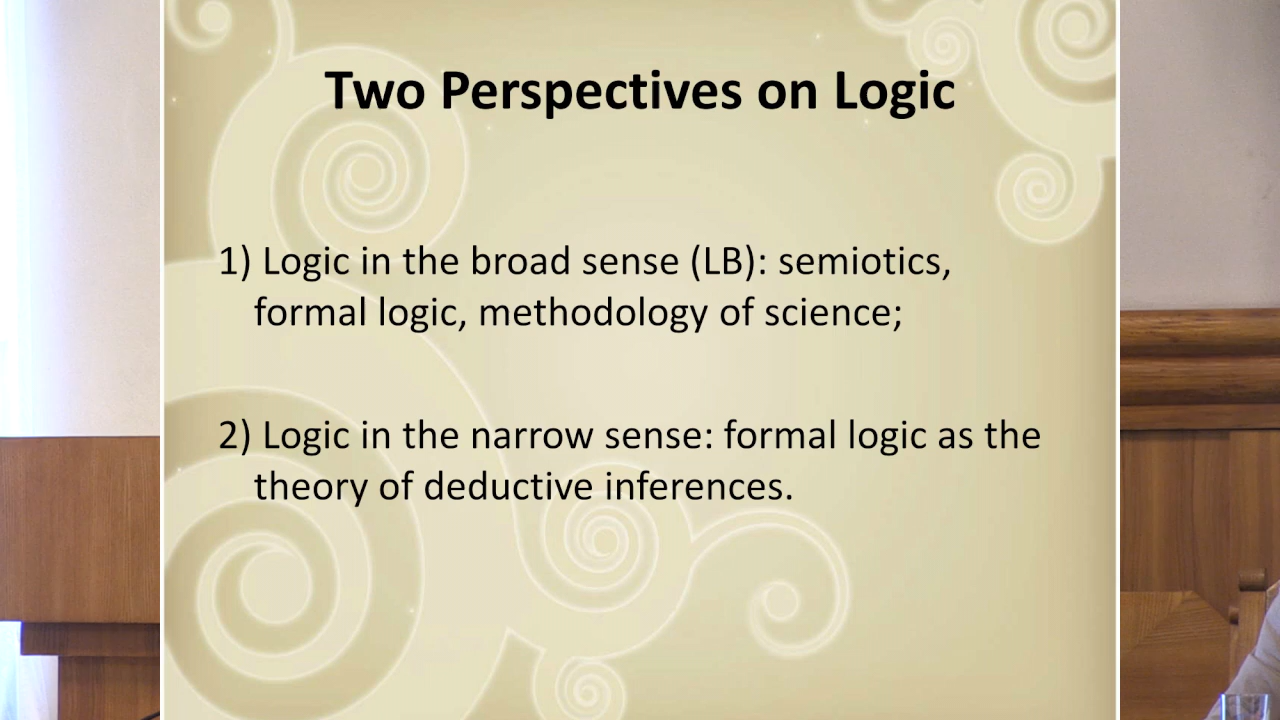 Two Perspectives on Logic
1) Logic in the broad sense (LB): semiotics,
formal logic, methodology of science;
2) Logic in the narrow sense: formal logic as the
theory of deductive inferences.